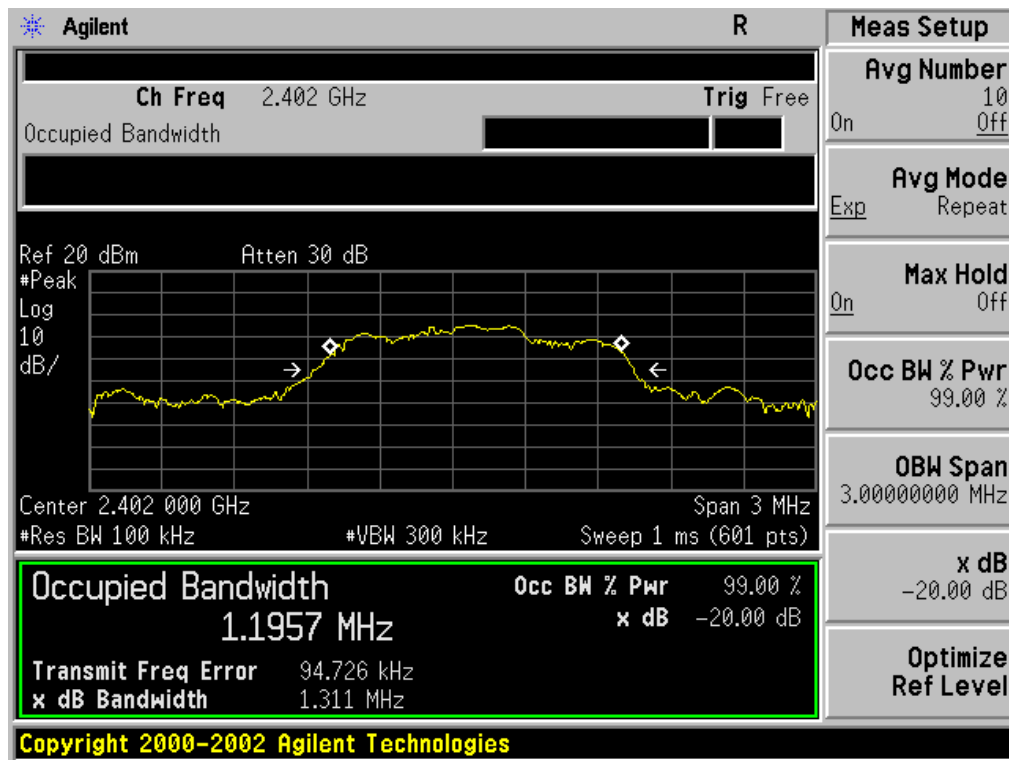 Agilent R
Ch Freq 2.402 GHz Trig Free
Occupied Bandwidth
Ref 20 dBm Atten 30 dB
#Peak
Log
10
dB/
Center 2.402 000 GHz Span 3 MHz
#Res BW 100 kHz #VBW 300 kHz Sweep 1 ms (601 pts)
Occupied Bandwidth Occ BW % Pwr 99.00 %
1.1957 MHz x dB -20.00 dB
Transmit Freq Error 94.726 kHz
x dB Bandwidth 1.311 MHz
Copyright 2000-2002 Agilent Technologies
Meas Setup
Avg Number
10
On Off
Avg Mode
Exp Repeat
Max Hold
On Off
Occ BW % Pwr
99.00 %
OBW Span
3.00000000 MHz
x dB
-20.00 dB
Optimize
Ref Level